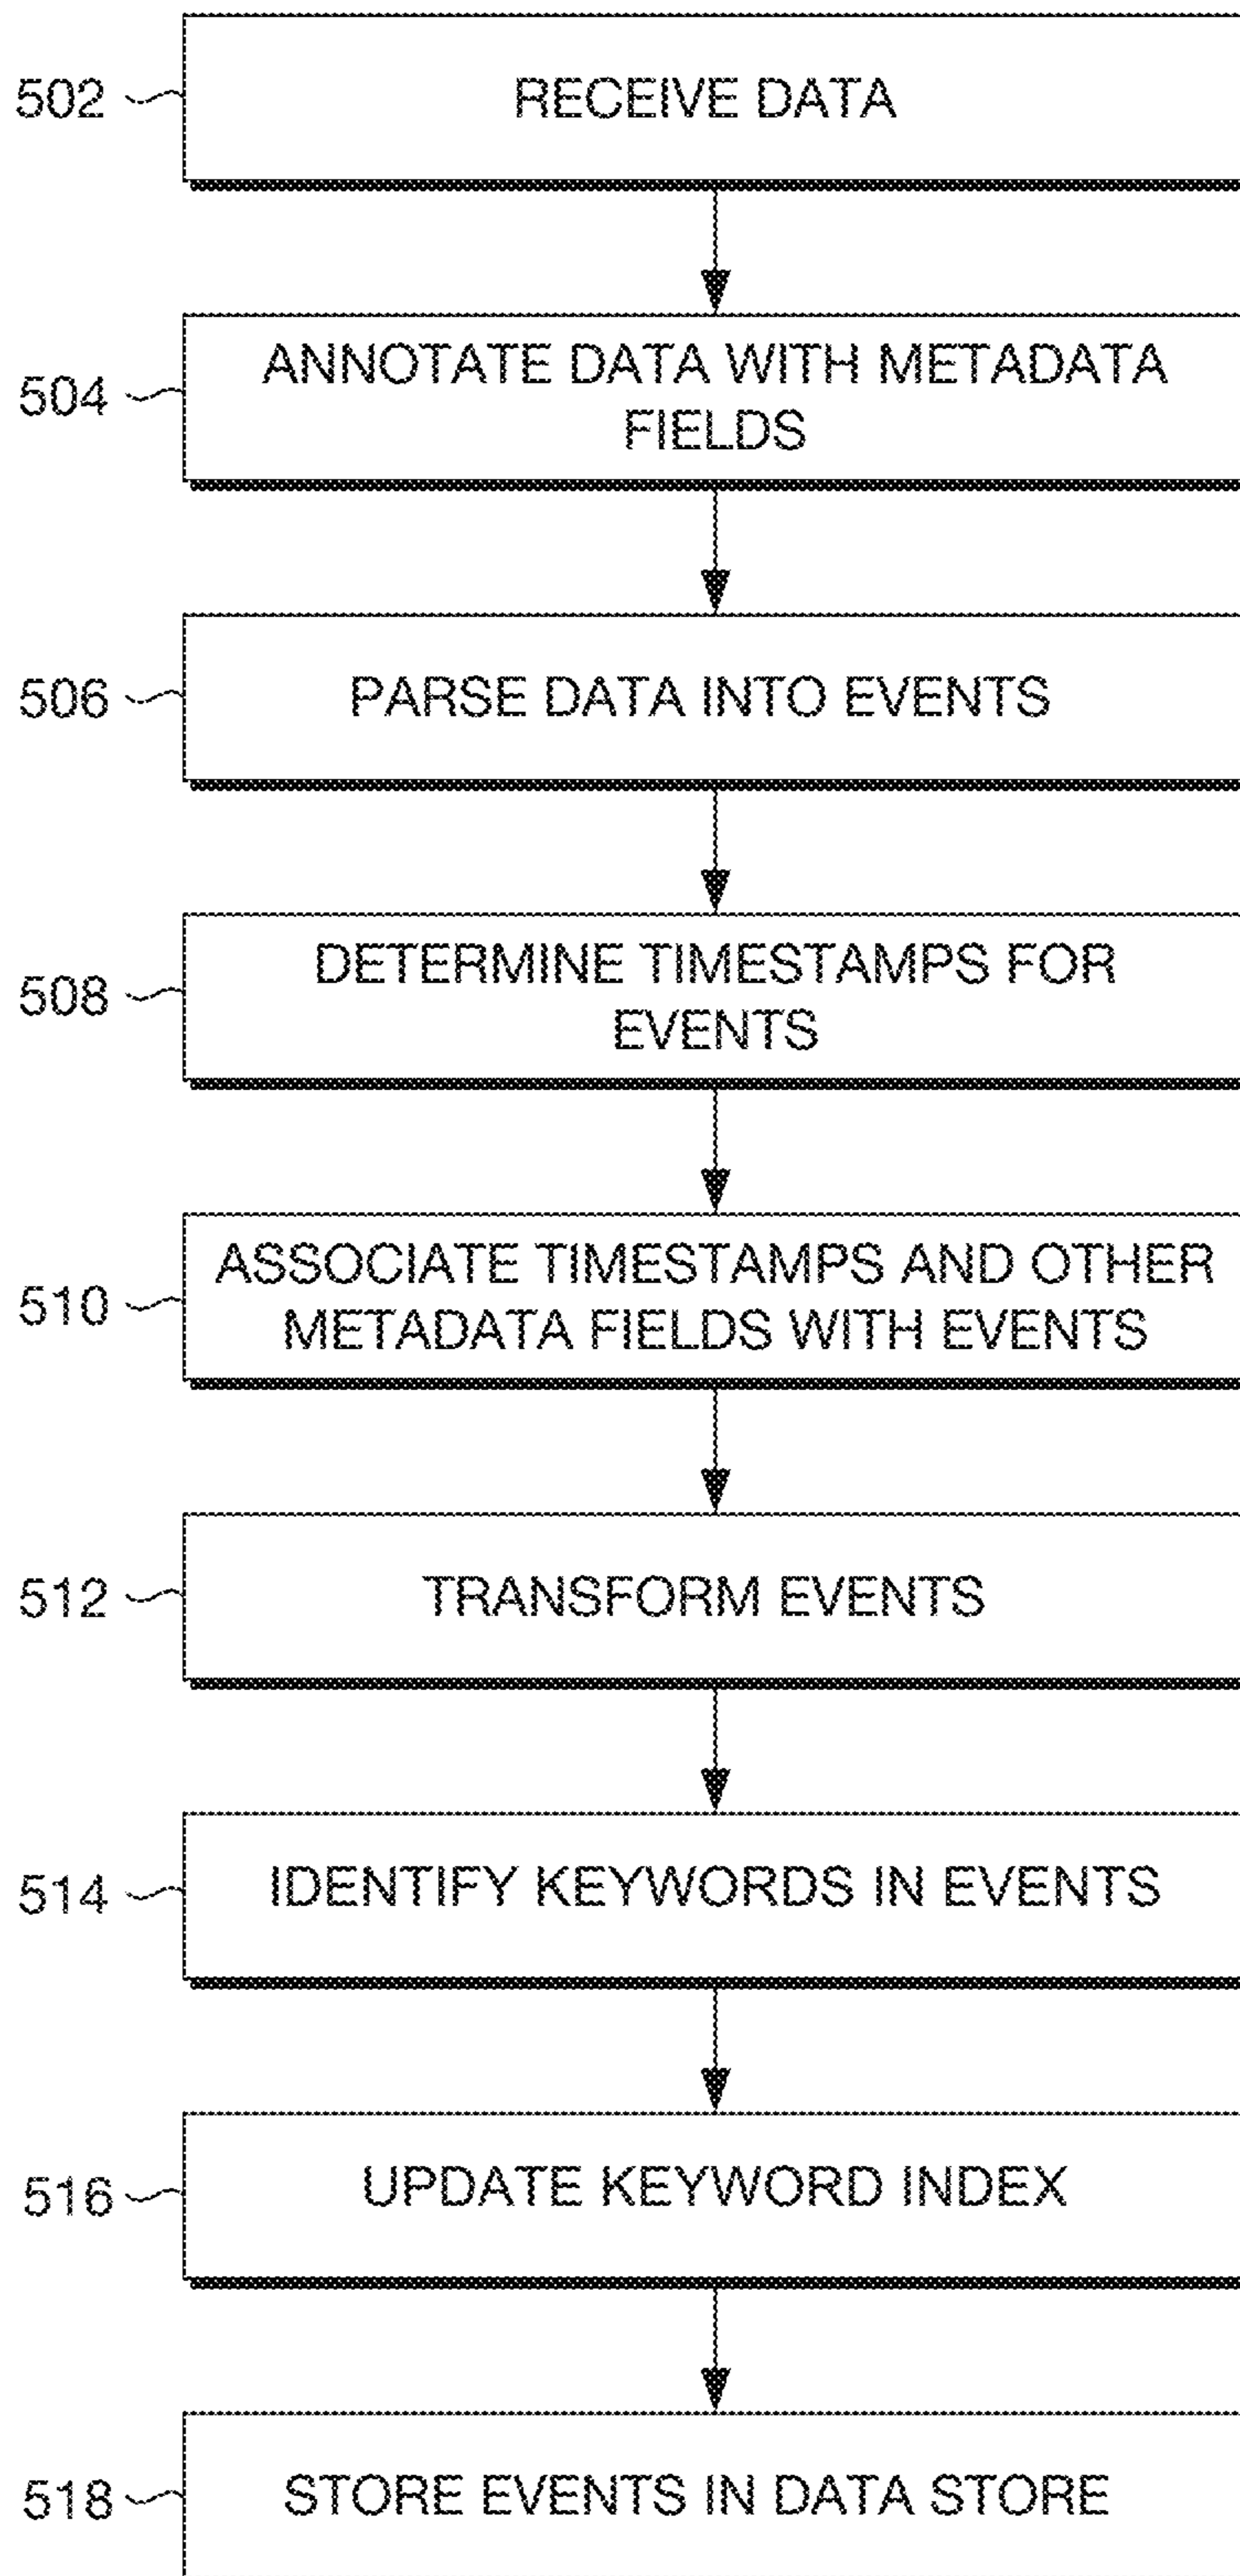 502
RECEIVE DATA
504
ANNOTATE DATA WITH METADATA
FIELDS
506
PARSE DATA INTO EVENTS
508
DETERMINE TIMESTAMPS FOR
EVENTS
510
ASSOCIATE TIMESTAMPS AND OTHER
METADATA FIELDS WITH EVENTS
512
TRANSFORM EVENTS
514
IDENTIFY KEYWORDS IN EVENTS
516
UPDATE KEYWORD INDEX
518
STORE EVENTS IN DATA STORE